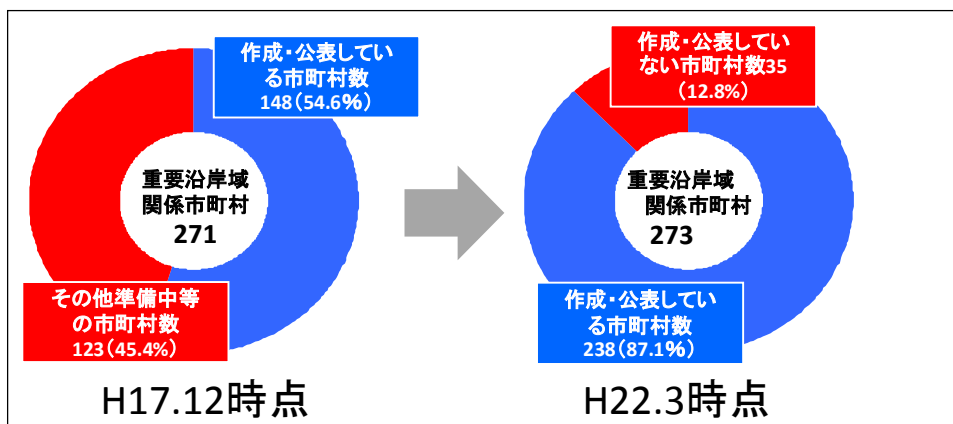 作成・公表してい
る市町村数
148(54.6%)
重要沿岸域
関係市町村
271
その他準備中等
の市町村数
123(45.4%)
H17.12時点
作成・公表してい
ない市町村数35
(12.8%)
重要沿岸域
関係市町村
273
作成・公表してい
る市町村数
238(87.1%)
H22.3時点